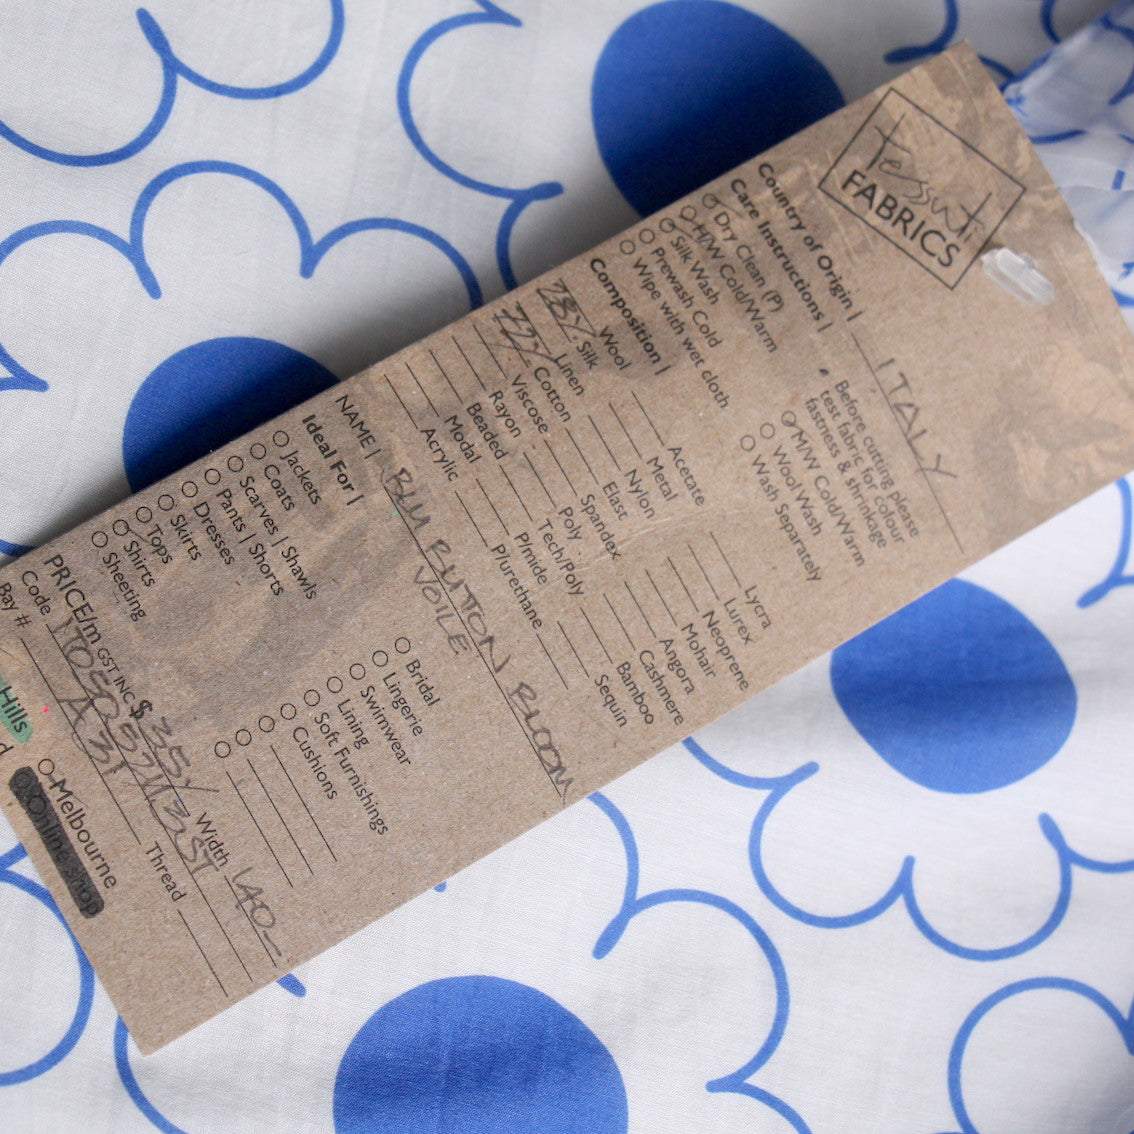 Tessuti
FABRICS
Country of Origin | ITALY
Care Instructions |
Before cutting please
test fabric for colour
fastness & shrinkage
Dry Clean (P)
H/W Cold/Warm
Silk Wash
Prewash Cold
Wipe with wet cloth
M/W Cold/Warm
Wool Wash
Wash Separately
Composition |
Wool
78% Silk
Linen
22% Cotton
Viscose
Rayon
Beaded
Modal
Acrylic
Acetate
Metal
Nylon
Elast
Spandex
Poly
Tech/Poly
P/mide
P/urethane
Lycra
Lurex
Neoprene
Mohair
Angora
Cashmere
Bamboo
Sequin
NAME | BLU BUTTON BLOOM
VOILE
Ideal For |
Jackets
Coats
Scarves | Shawls
Pants | Shorts
Dresses
Skirts
Tops
Shirts
Sheeting
Bridal
Lingerie
Swimwear
Lining
Soft Furnishings
Cushions
PRICE/m GST INC $ 35 Width 140
Code
Bay # A31 Thread
Hills
Melbourne
Online shop